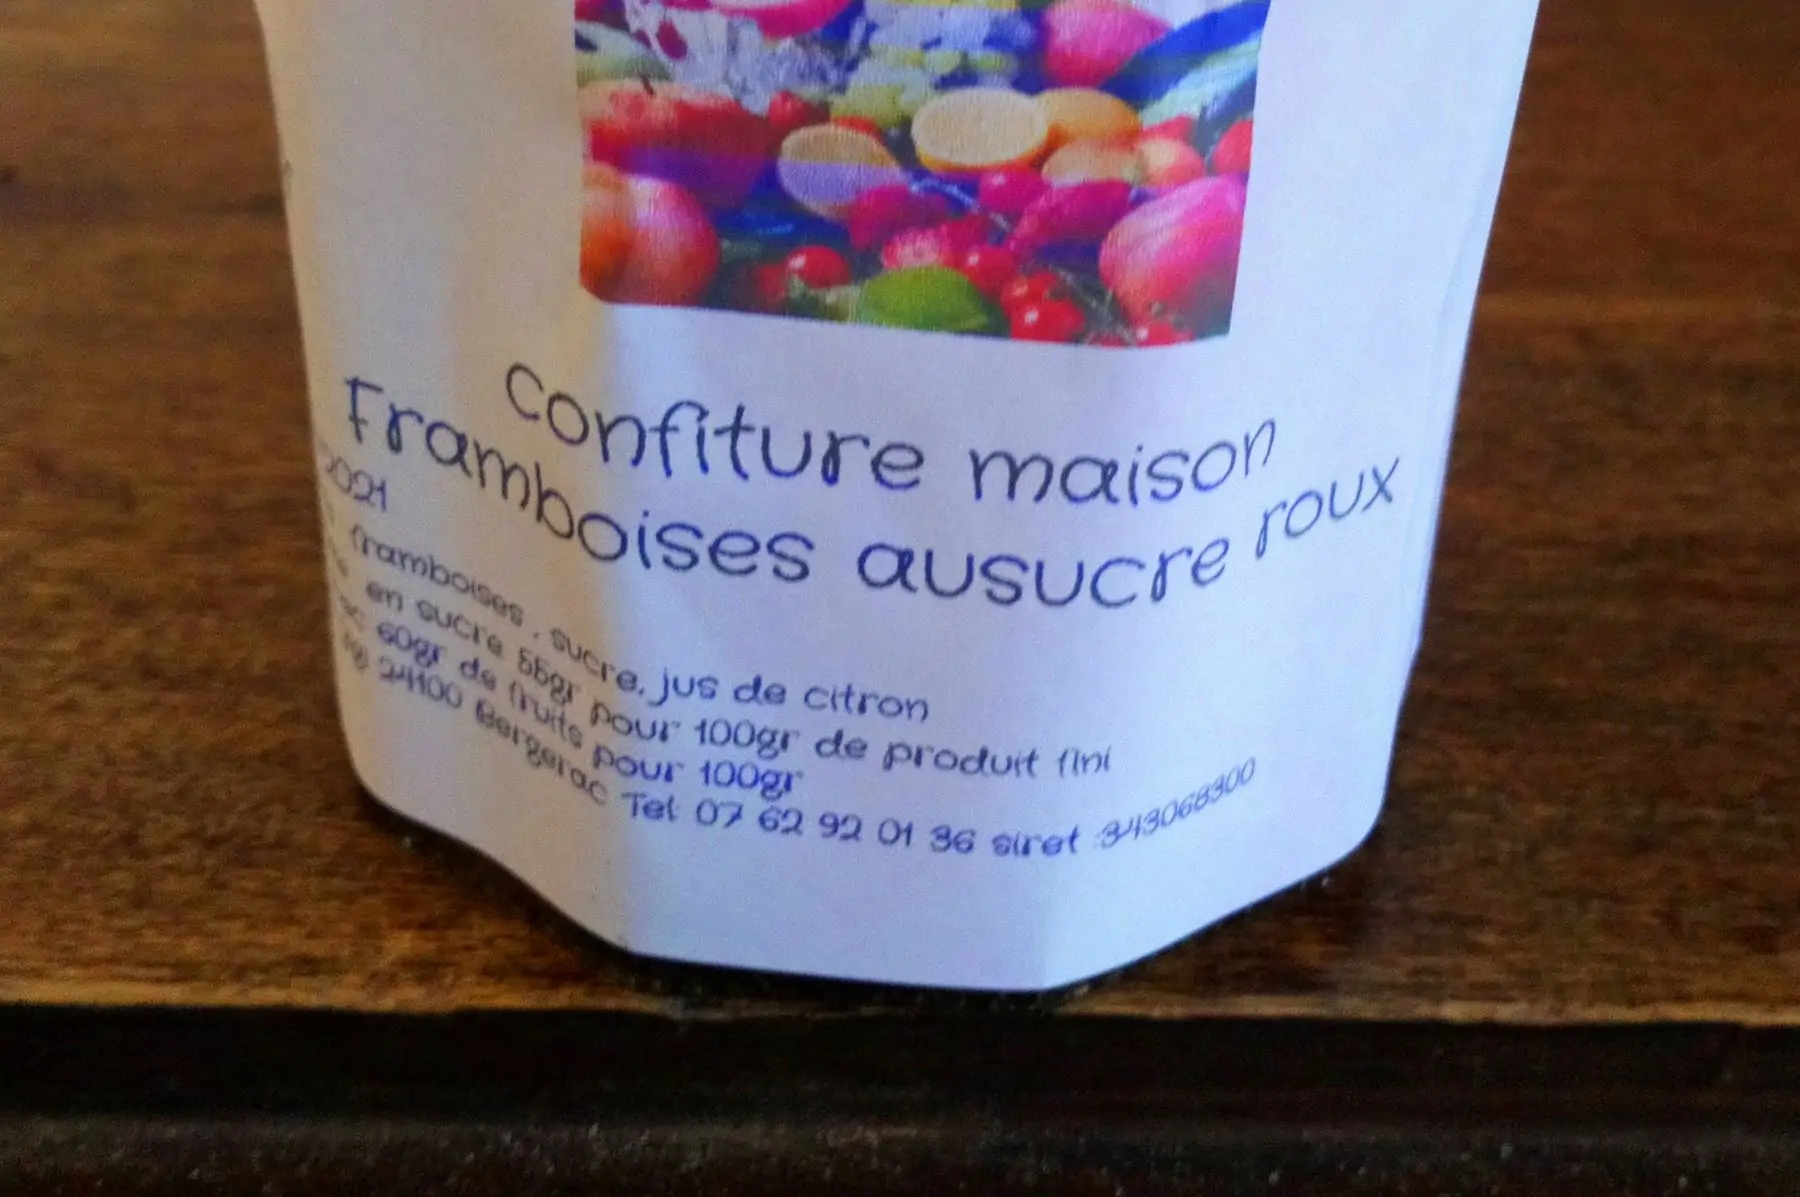 confiture maison
Framboises ausucre roux
2021
framboises, sucre, jus de citron
en sucre 55gr pour 100gr de produit fini
60gr de fruits pour 100gr
24100 Bergerac Tel 07 62 92 01 36 siret 343068300